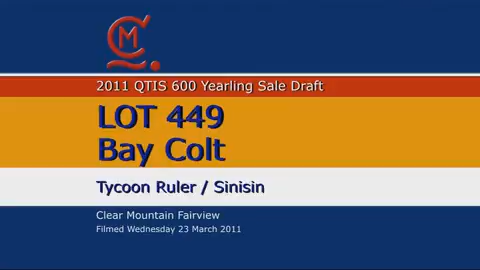 CM
2011 QTIS 600 Yearling Sale Draft
LOT 449
Bay Colt
Tycoon Ruler / Sinisin
Clear Mountain Fairview
Filmed Wednesday 23 March 2011